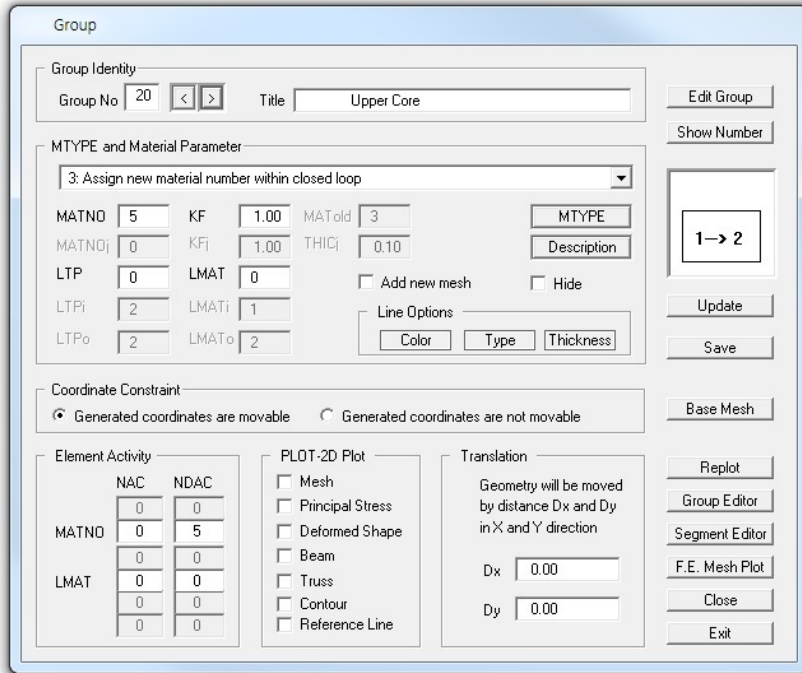 Group
Group Identity
Group No 20 < > Title Upper Core
Edit Group
Show Number
MTYPE and Material Parameter
3: Assign new material number within closed loop
MATNO 5 KF 1.00 MATold 3 MTYPE
MATNOj 0 KFj 1.00 THICj 0.10 Description
LTP 0 LMAT 0 Add new mesh Hide
LTPi 2 LMATi 1
LTPo 2 LMATo 2
Line Options
Color Type Thickness
1--> 2
Update
Save
Coordinate Constraint
Generated coordinates are movable Generated coordinates are not movable
Base Mesh
Element Activity
NAC NDAC
0 0
MATNO 0 5
0 0
LMAT 0 0
0 0
0 0
PLOT-2D Plot
Mesh
Principal Stress
Deformed Shape
Beam
Truss
Contour
Reference Line
Translation
Geometry will be moved
by distance Dx and Dy
in X and Y direction
Dx 0.00
Dy 0.00
Replot
Group Editor
Segment Editor
F.E. Mesh Plot
Close
Exit